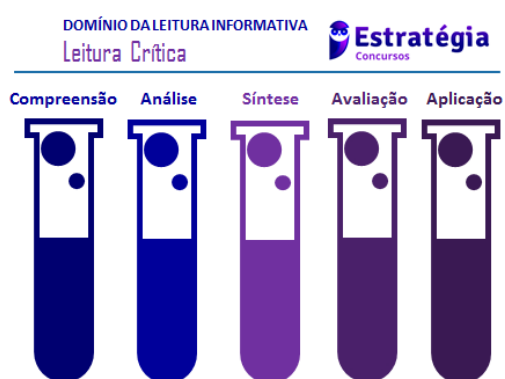 DOMÍNIO DA LEITURA INFORMATIVA
Leitura Crítica
Estratégia
Concursos
Compreensão Análise Síntese Avaliação Aplicação